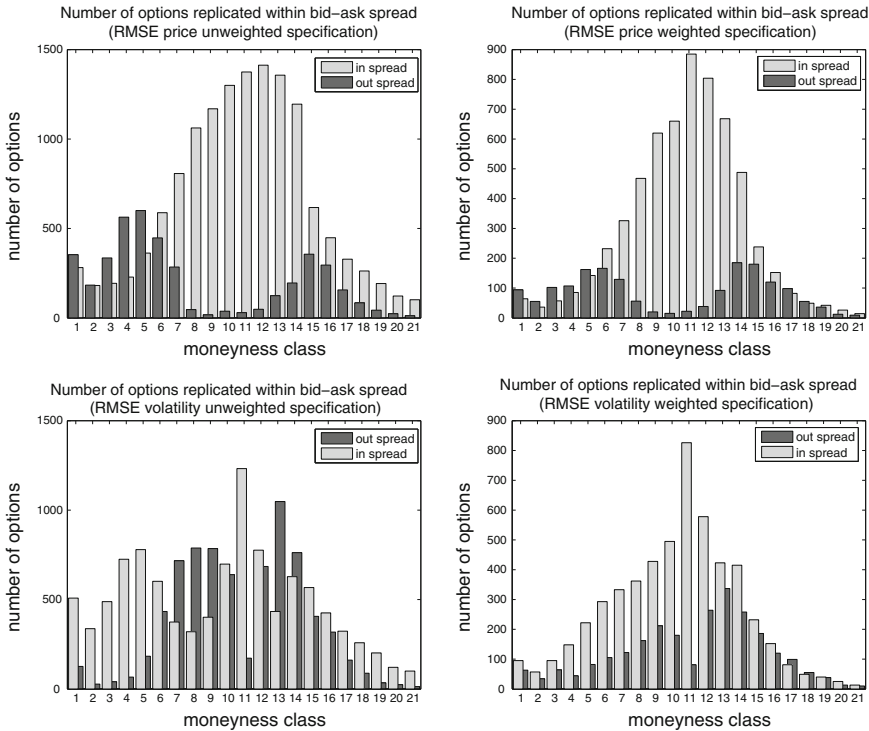 Number of options replicated within bid−ask spread
(RMSE price unweighted specification)
1500
1000
500
0
number of options
in spread
out spread
1 2 3 4 5 6 7 8 9 10 11 12 13 14 15 16 17 18 19 20 21
moneyness class
Number of options replicated within bid−ask spread
(RMSE price weighted specification)
900
800
700
600
500
400
300
200
100
0
number of options
in spread
out spread
1 2 3 4 5 6 7 8 9 10 11 12 13 14 15 16 17 18 19 20 21
moneyness class
Number of options replicated within bid−ask spread
(RMSE volatility unweighted specification)
1500
1000
500
0
number of options
out spread
in spread
1 2 3 4 5 6 7 8 9 10 11 12 13 14 15 16 17 18 19 20 21
moneyness class
Number of options replicated within bid−ask spread
(RMSE volatility weighted specification)
900
800
700
600
500
400
300
200
100
0
number of options
out spread
in spread
1 2 3 4 5 6 7 8 9 10 11 12 13 14 15 16 17 18 19 20 21
moneyness class